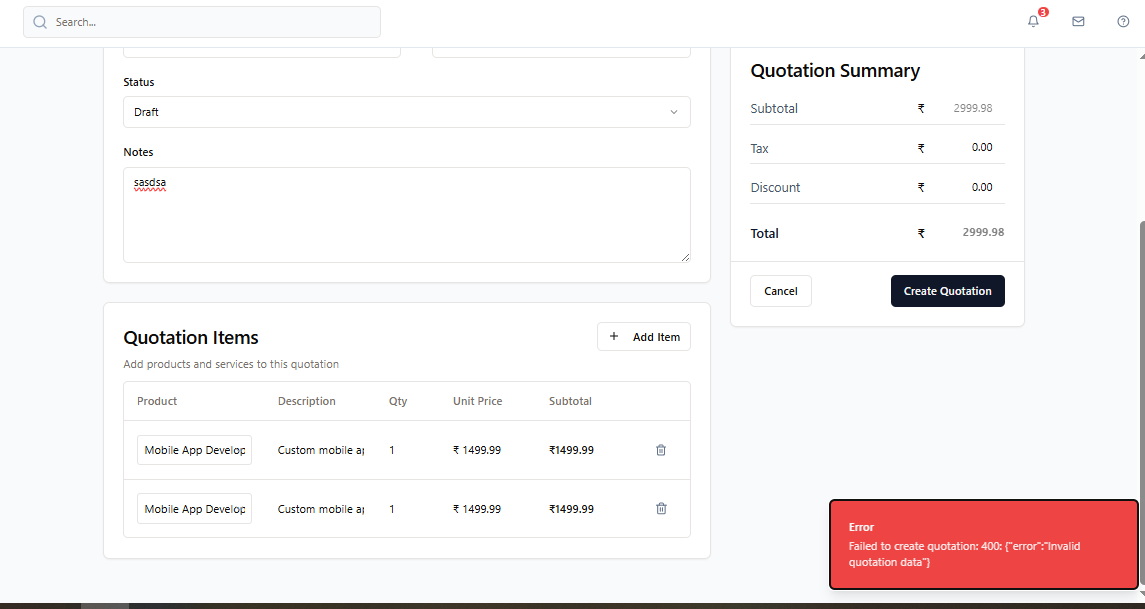 Search...
3
Status
Draft
Notes
sasdsa
Quotation Items
Add Item
Add products and services to this quotation
Product Description Qty Unit Price Subtotal
Mobile App Develop Custom mobile a 1 ₹ 1499.99 ₹1499.99
Mobile App Develop Custom mobile a 1 ₹ 1499.99 ₹1499.99
Quotation Summary
Subtotal ₹ 2999.98
Tax ₹ 0.00
Discount ₹ 0.00
Total ₹ 2999.98
Cancel Create Quotation
Error
Failed to create quotation: 400: {"error":"Invalid
quotation data"}